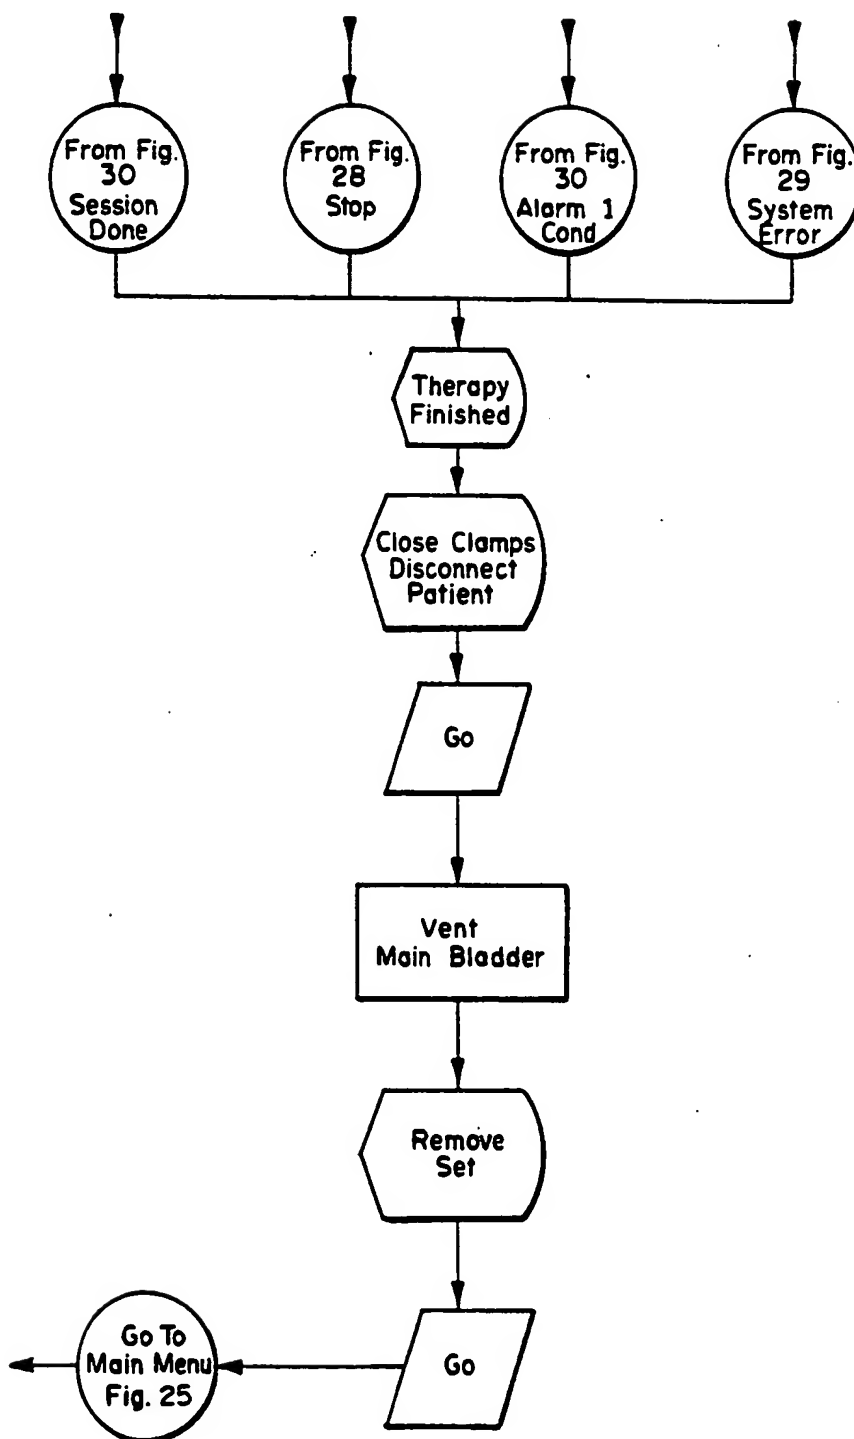 From Fig.
30
Session
Done
From Fig.
28
Stop
From Fig.
30
Alarm 1
Cond
From Fig.
29
System
Error
Therapy
Finished
Close Clamps
Disconnect
Patient
Go
Vent
Main Bladder
Remove
Set
Go
Go To
Main Menu
Fig. 25